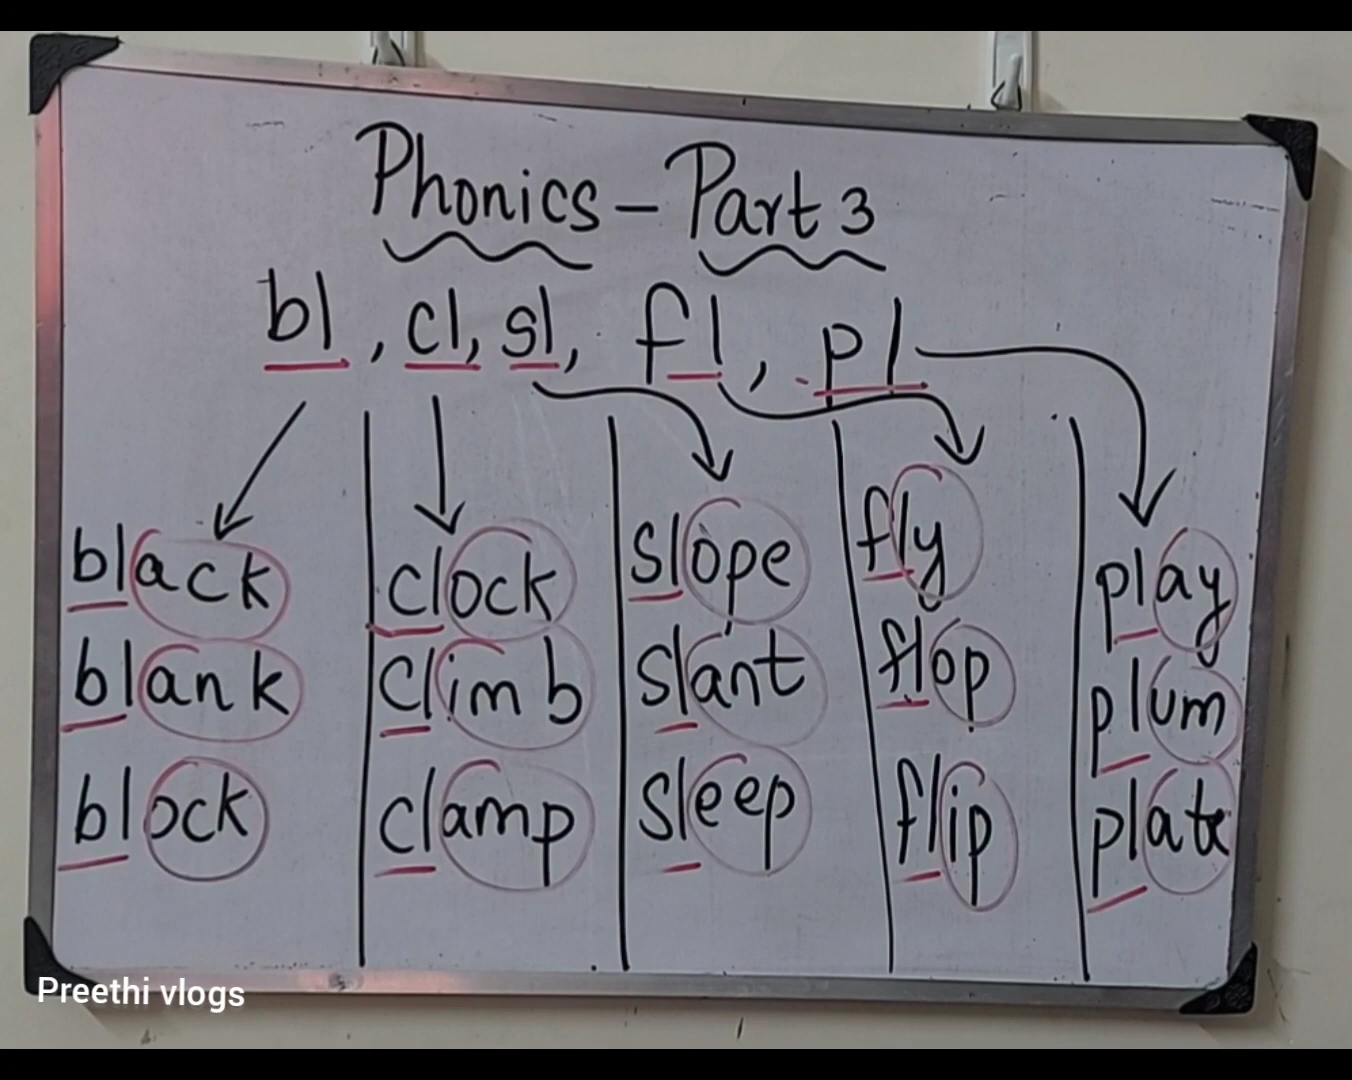 Phonics - Part 3
bl, cl, sl, fl, pl
black clock slope fly play
blank climb slant flop plum
block clamp sleep flip plate
Preethi vlogs